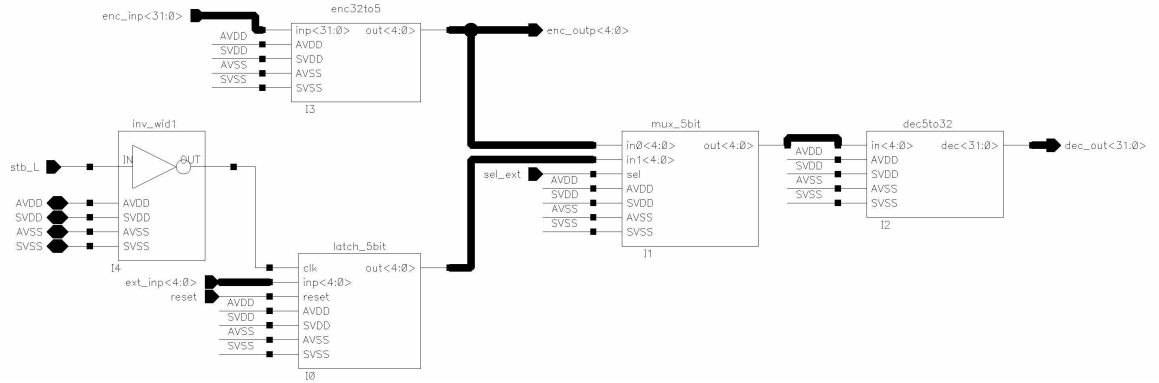 enc32to5
enc_inp<31:0>
inp<31:0> out<4:0>
enc_outp<4:0>
AVDD AVDD
SVDD SVDD
AVSS AVSS
SVSS SVSS
I3
inv_wid1
stb_L
IN OUT
AVDD AVDD
SVDD SVDD
AVSS AVSS
SVSS SVSS
I4
latch_5bit
clk out<4:0>
ext_inp<4:0> inp<4:0>
reset reset
AVDD AVDD
SVDD SVDD
AVSS AVSS
SVSS SVSS
I0
mux_5bit
in0<4:0> out<4:0>
in1<4:0>
sel_ext sel
AVDD AVDD
SVDD SVDD
AVSS AVSS
SVSS SVSS
I1
dec5to32
in<4:0> dec<31:0>
dec_out<31:0>
AVDD AVDD
SVDD SVDD
AVSS AVSS
SVSS SVSS
I2